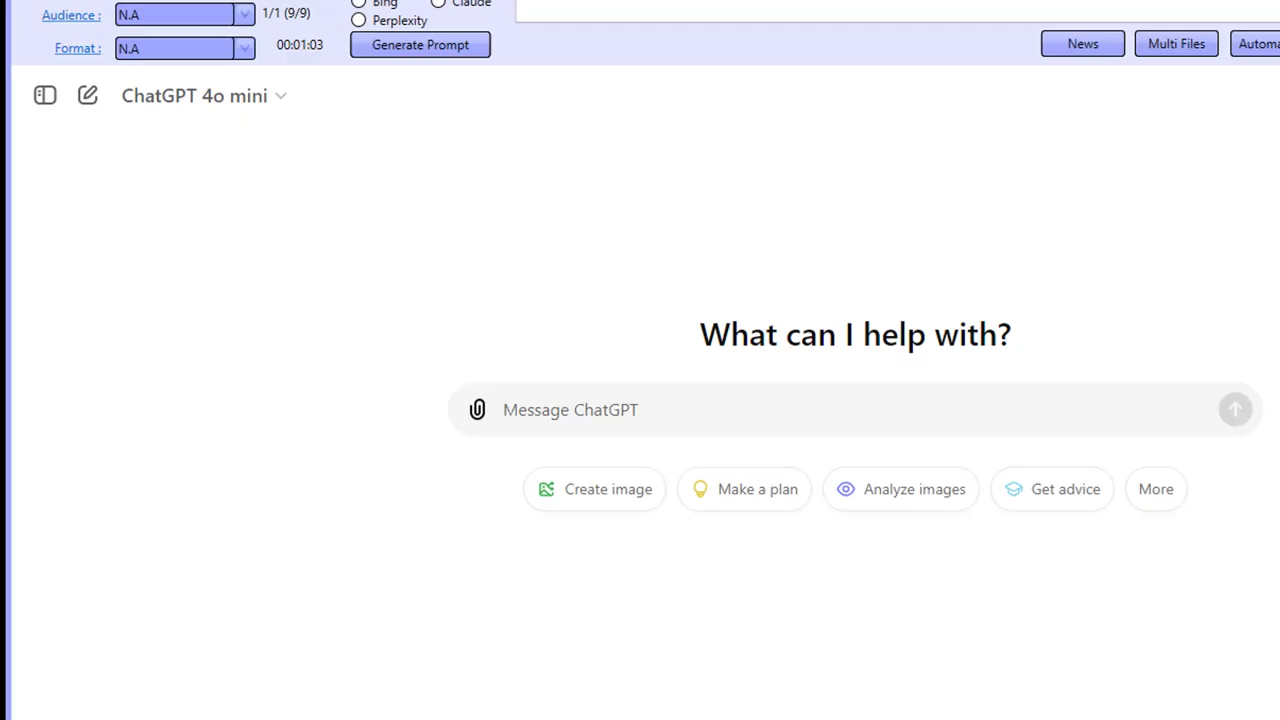 Bing Claude
Audience : N.A 1/1 (9/9) Perplexity
Format : N.A 00:01:03 Generate Prompt News Multi Files
ChatGPT 4o mini
What can I help with?
Message ChatGPT
Create image Make a plan Analyze images Get advice More